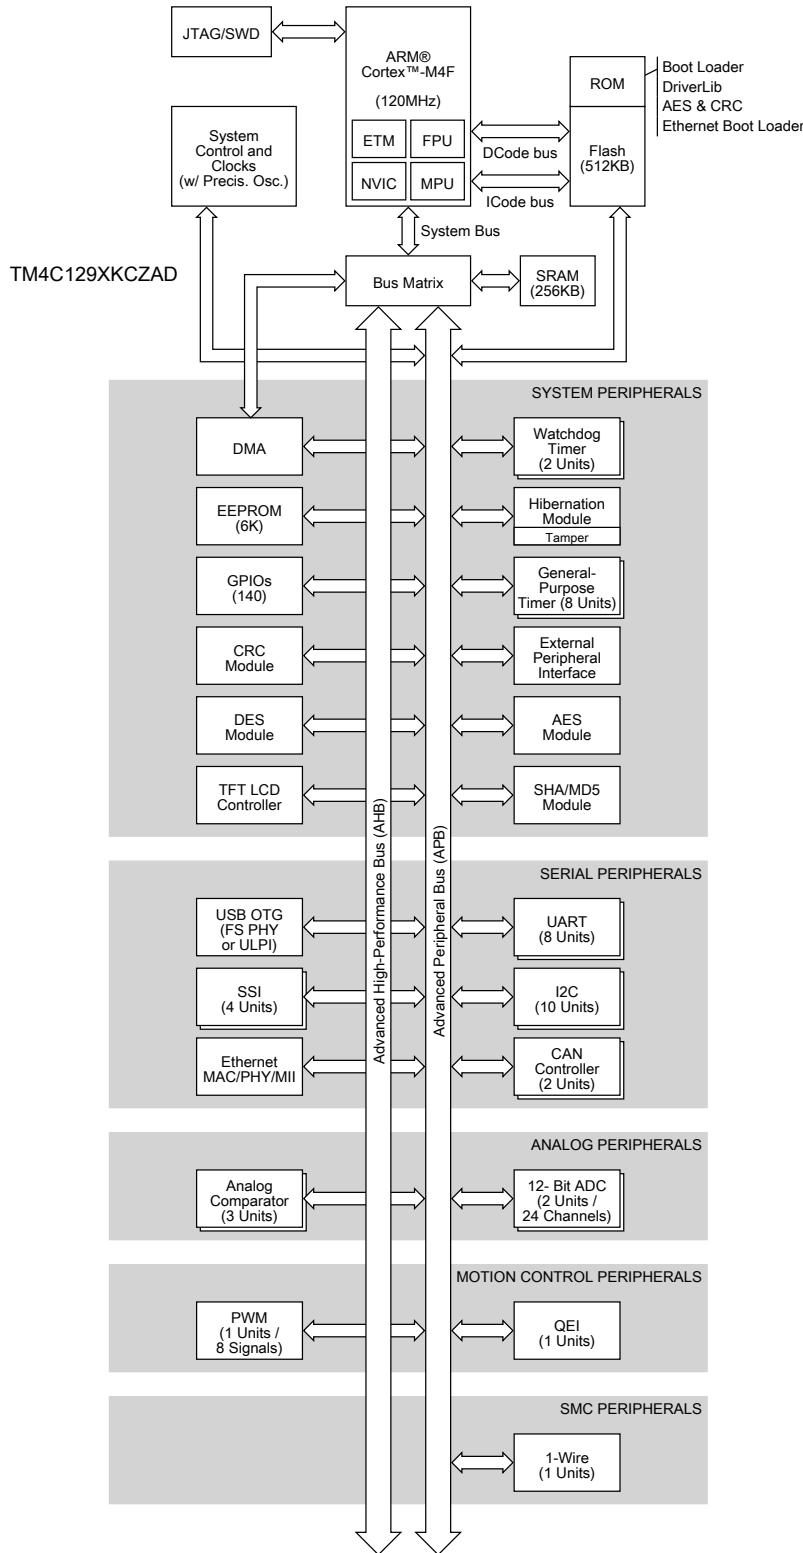 JTAG/SWD
ARM®
Cortex™-M4F
(120MHz)
ETM
FPU
NVIC
MPU
ROM
Boot Loader
DriverLib
AES & CRC
Ethernet Boot Loader
Flash
(512KB)
DCode bus
ICode bus
System
Control and
Clocks
(w/ Precis. Osc.)
System Bus
TM4C129XKCZAD
Bus Matrix
SRAM
(256KB)
SYSTEM PERIPHERALS
DMA
Watchdog
Timer
(2 Units)
EEPROM
(6K)
Hibernation
Module
Tamper
GPIOs
(140)
General-
Purpose
Timer (8 Units)
CRC
Module
External
Peripheral
Interface
DES
Module
AES
Module
TFT LCD
Controller
SHA/MD5
Module
Advanced High-Performance Bus (AHB)
Advanced Peripheral Bus (APB)
SERIAL PERIPHERALS
USB OTG
(FS PHY
or ULPI)
UART
(8 Units)
SSI
(4 Units)
I2C
(10 Units)
Ethernet
MAC/PHY/MII
CAN
Controller
(2 Units)
ANALOG PERIPHERALS
Analog
Comparator
(3 Units)
12- Bit ADC
(2 Units /
24 Channels)
MOTION CONTROL PERIPHERALS
PWM
(1 Units /
8 Signals)
QEI
(1 Units)
SMC PERIPHERALS
1-Wire
(1 Units)